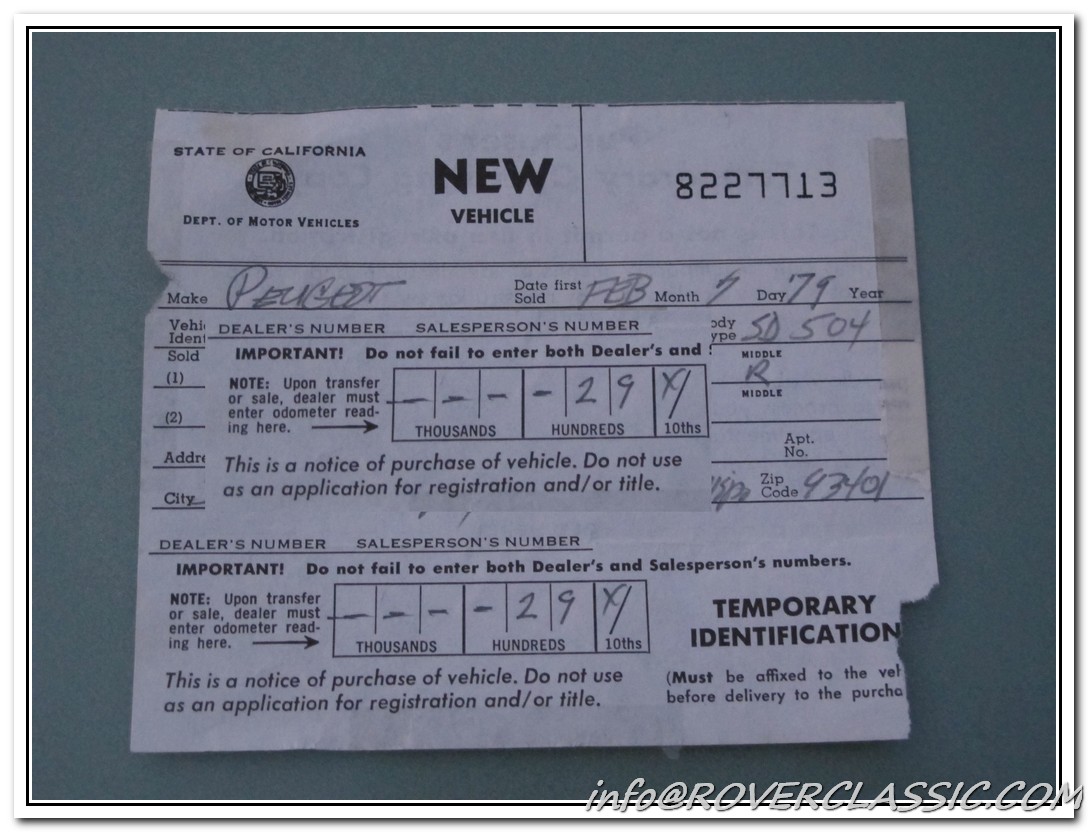 STATE OF CALIFORNIA
DEPT. OF MOTOR VEHICLES
NEW
VEHICLE
8227713
Make PEUGEOT Date first Sold FEB Month 7 Day '79 Year
Vehi
Ident
DEALER'S NUMBER SALESPERSON'S NUMBER
ody
ype SD 504
Sold
IMPORTANT! Do not fail to enter both Dealer's and
MIDDLE
(1)
R
MIDDLE
NOTE: Upon transfer
or sale, dealer must
enter odometer read-
ing here.
- - - - 2 9 X/
THOUSANDS HUNDREDS 10ths
(2)
Addre
Apt.
No.
This is a notice of purchase of vehicle. Do not use
as an application for registration and/or title.
City
Zip
Code 93401
DEALER'S NUMBER SALESPERSON'S NUMBER
IMPORTANT! Do not fail to enter both Dealer's and Salesperson's numbers.
NOTE: Upon transfer
or sale, dealer must
enter odometer read-
ing here.
- - - - 2 9 X/
THOUSANDS HUNDREDS 10ths
This is a notice of purchase of vehicle. Do not use
as an application for registration and/or title.
TEMPORARY
IDENTIFICATION
(Must be affixed to the veh
before delivery to the purcha
info@ROVERCLASSIC.COM